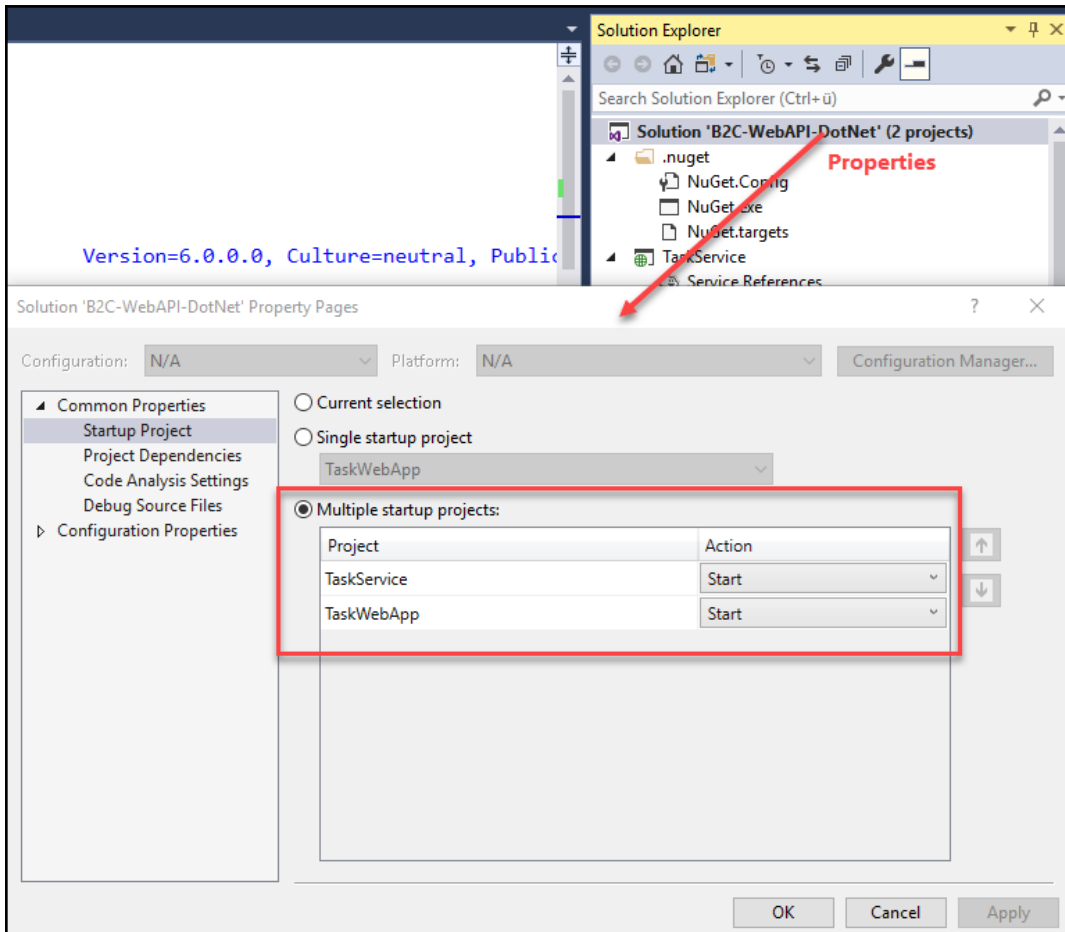 Solution Explorer
Search Solution Explorer (Ctrl+ü)
Solution 'B2C-WebAPI-DotNet' (2 projects)
.nuget
Properties
NuGet.Config
NuGet.exe
NuGet.targets
Version=6.0.0.0, Culture=neutral, Public
TaskService
Service References
Solution 'B2C-WebAPI-DotNet' Property Pages
Configuration: N/A Platform: N/A Configuration Manager...
Common Properties
Startup Project
Project Dependencies
Code Analysis Settings
Debug Source Files
Configuration Properties
Current selection
Single startup project
TaskWebApp
Multiple startup projects:
Project Action
TaskService Start
TaskWebApp Start
OK Cancel Apply